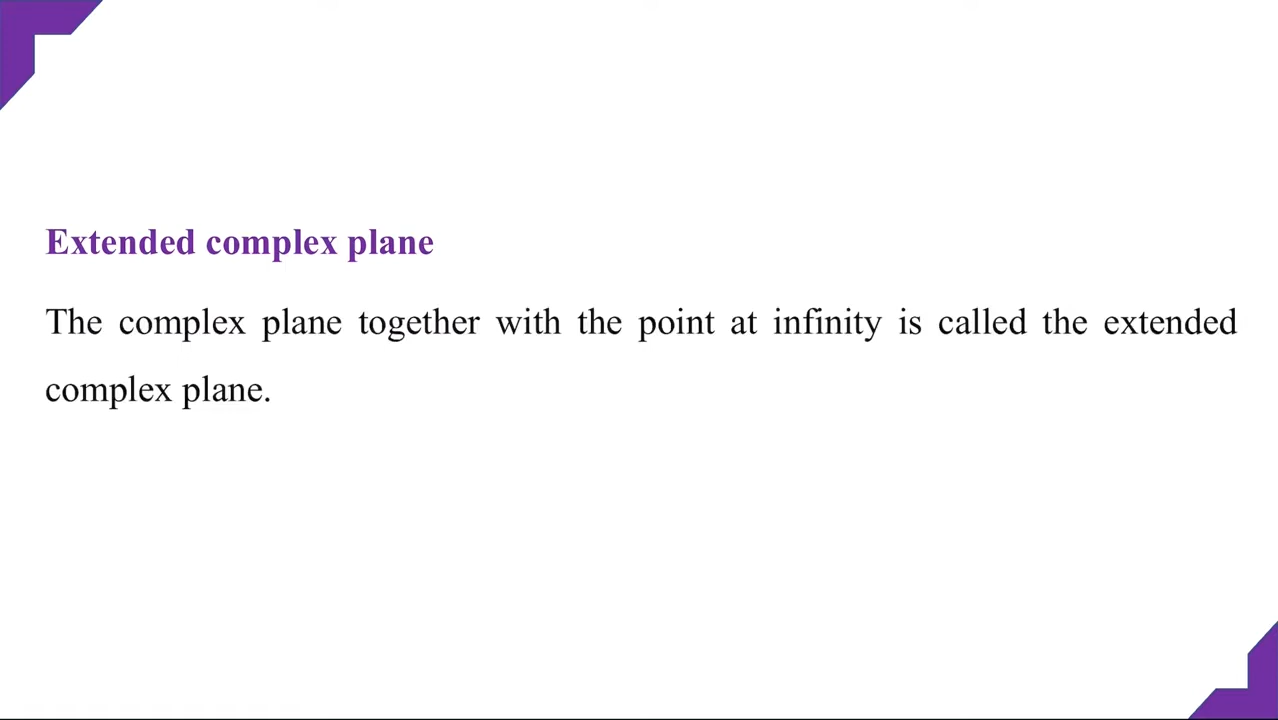 Extended complex plane
The complex plane together with the point at infinity is called the extended
complex plane.